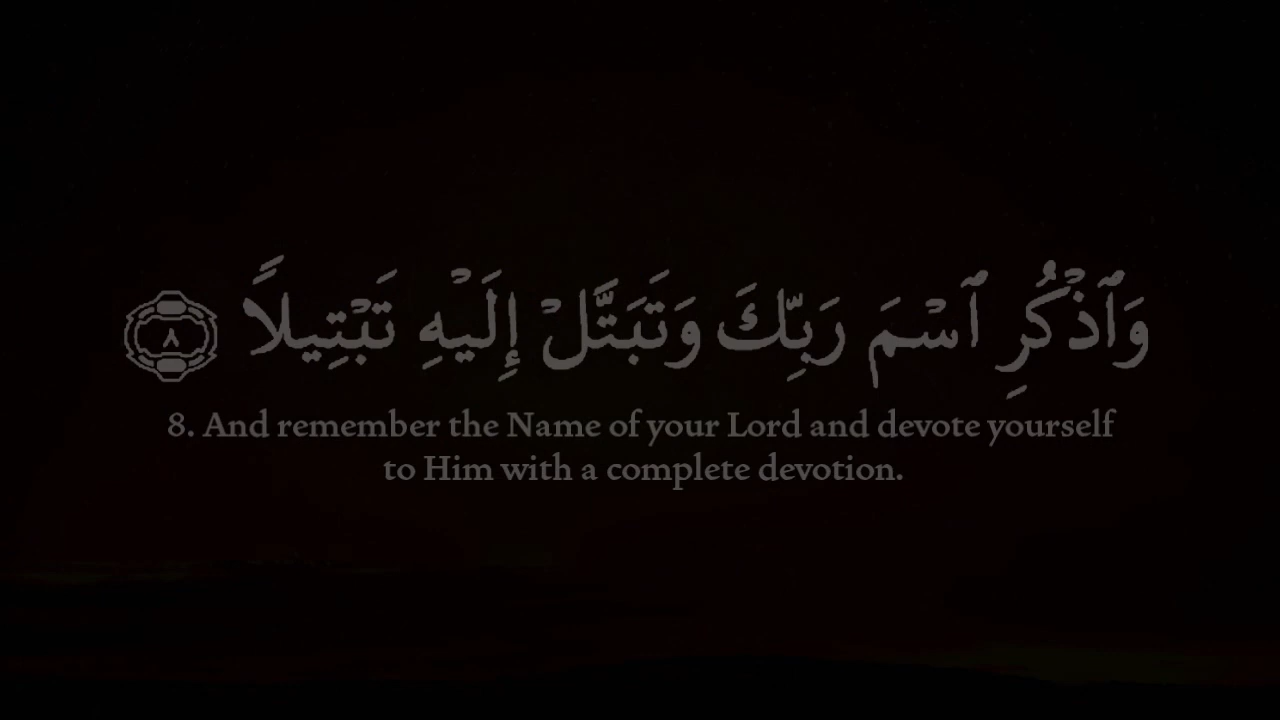 وَٱذْكُرِ ٱسْمَ رَبِّكَ وَتَبَتَّلْ إِلَيْهِ تَبْتِيلًا ٨
8. And remember the Name of your Lord and devote yourself
to Him with a complete devotion.